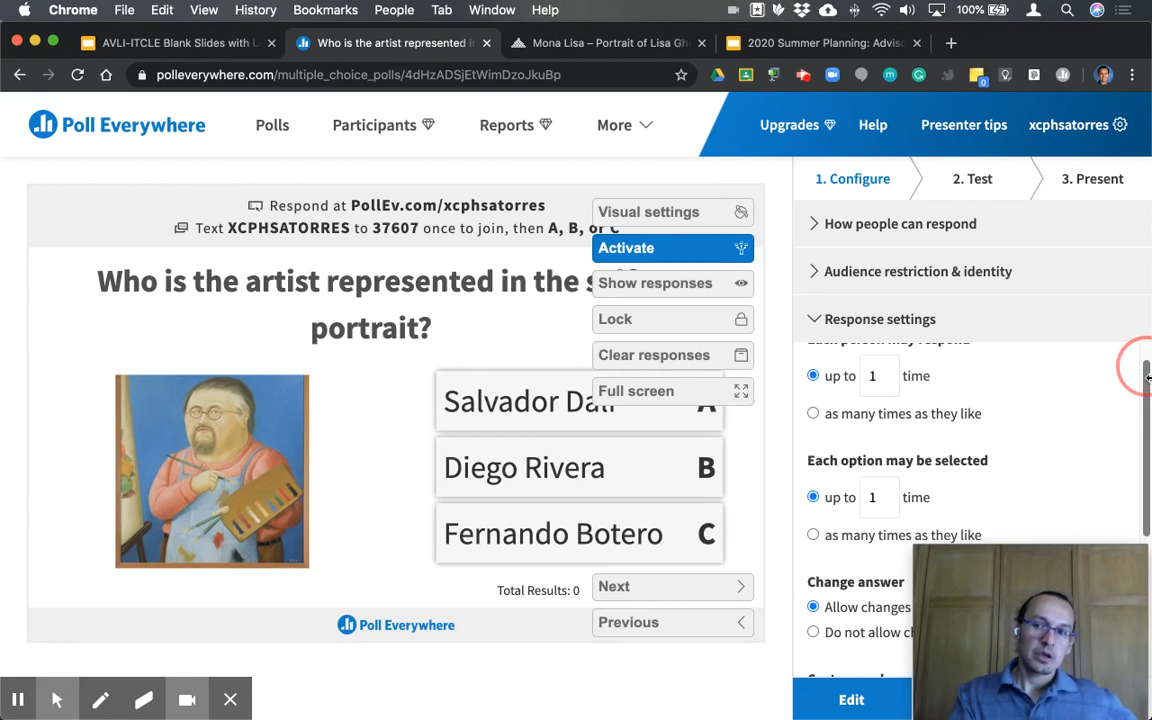 Chrome File Edit View History Bookmarks People Tab Window Help 100%
AVLI-ITCLE Blank Slides with L
Who is the artist represented i
Mona Lisa – Portrait of Lisa Gh
2020 Summer Planning: Advis
polleverywhere.com/multiple_choice_polls/4dHzADSjEtWimDzoJkuBp
0
Poll Everywhere Polls Participants Reports More Upgrades Help Presenter tips xcphsatorres
Respond at PollEv.com/xcphsatorres
Text XCPHSATORRES to 37607 once to join, then A, B, or C
Who is the artist represented in the s
portrait?
Salvador Dalí A
Diego Rivera B
Fernando Botero C
Total Results: 0
Poll Everywhere
Visual settings
Activate
Show responses
Lock
Clear responses
Full screen
Next
Previous
1. Configure 2. Test 3. Present
How people can respond
Audience restriction & identity
Response settings
Each person may respond
up to 1 time
as many times as they like
Each option may be selected
up to 1 time
as many times as they like
Change answer
Allow changes
Do not allow ch
Edit